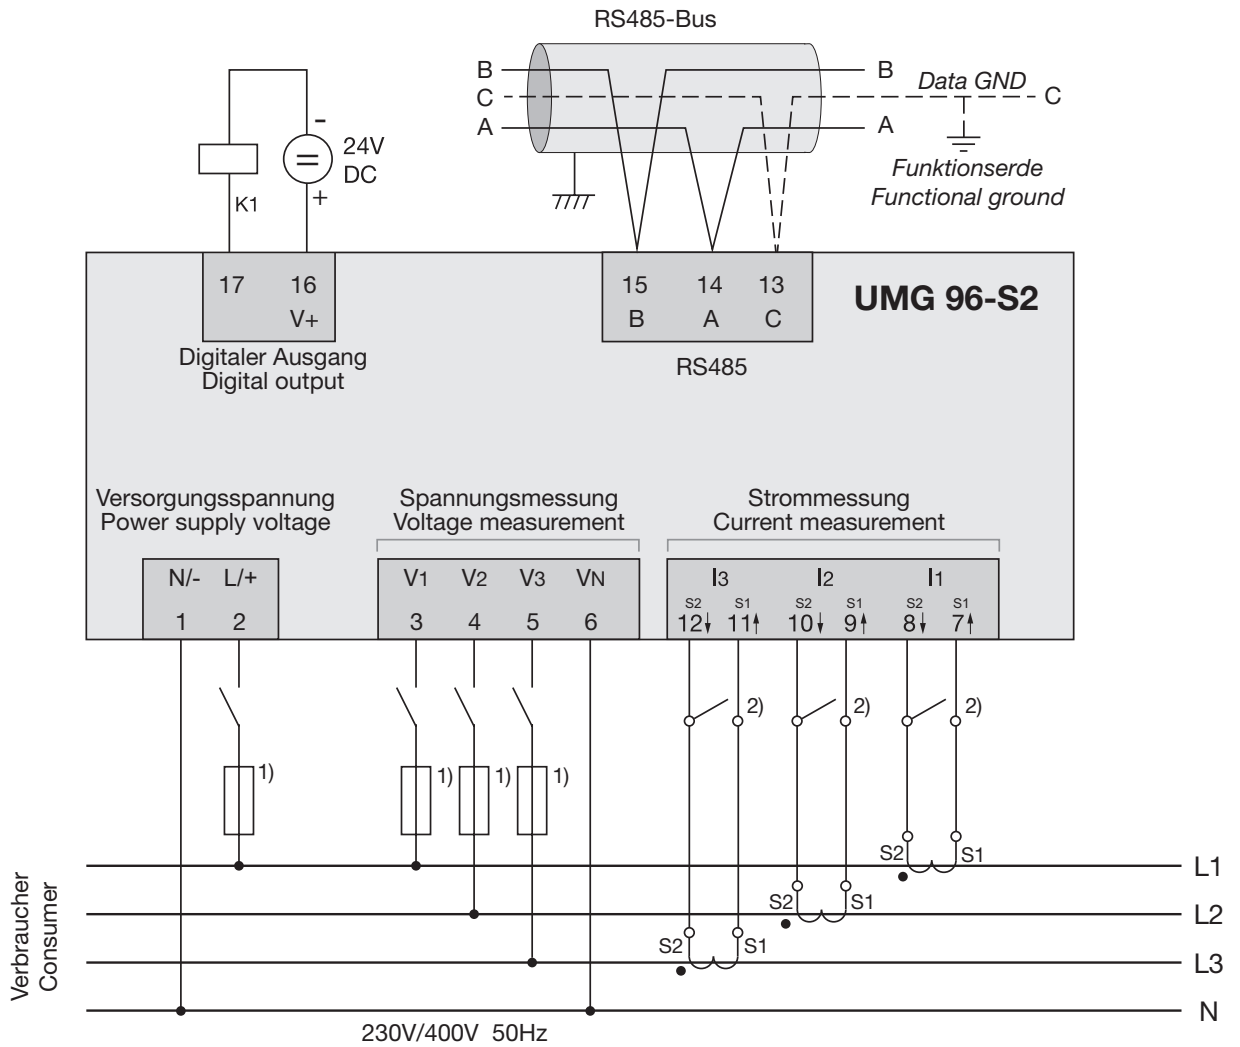 RS485-Bus
B B
C Data GND C
A A
Funktionserde
Functional ground
-
24V
DC
+
K1
17 16
V+
Digitaler Ausgang
Digital output
15 14 13
B A C
RS485
UMG 96-S2
Versorgungsspannung
Power supply voltage
Spannungsmessung
Voltage measurement
Strommessung
Current measurement
N/- L/+
1 2
V1 V2 V3 VN
3 4 5 6
I3 I2 I1
S2 S1 S2 S1 S2 S1
12 11 10 9 8 7
2) 2) 2)
1) 1) 1) 1)
S2 S1 L1
S2 S1 L2
S2 S1 L3
N
Verbraucher
Consumer
230V/400V 50Hz